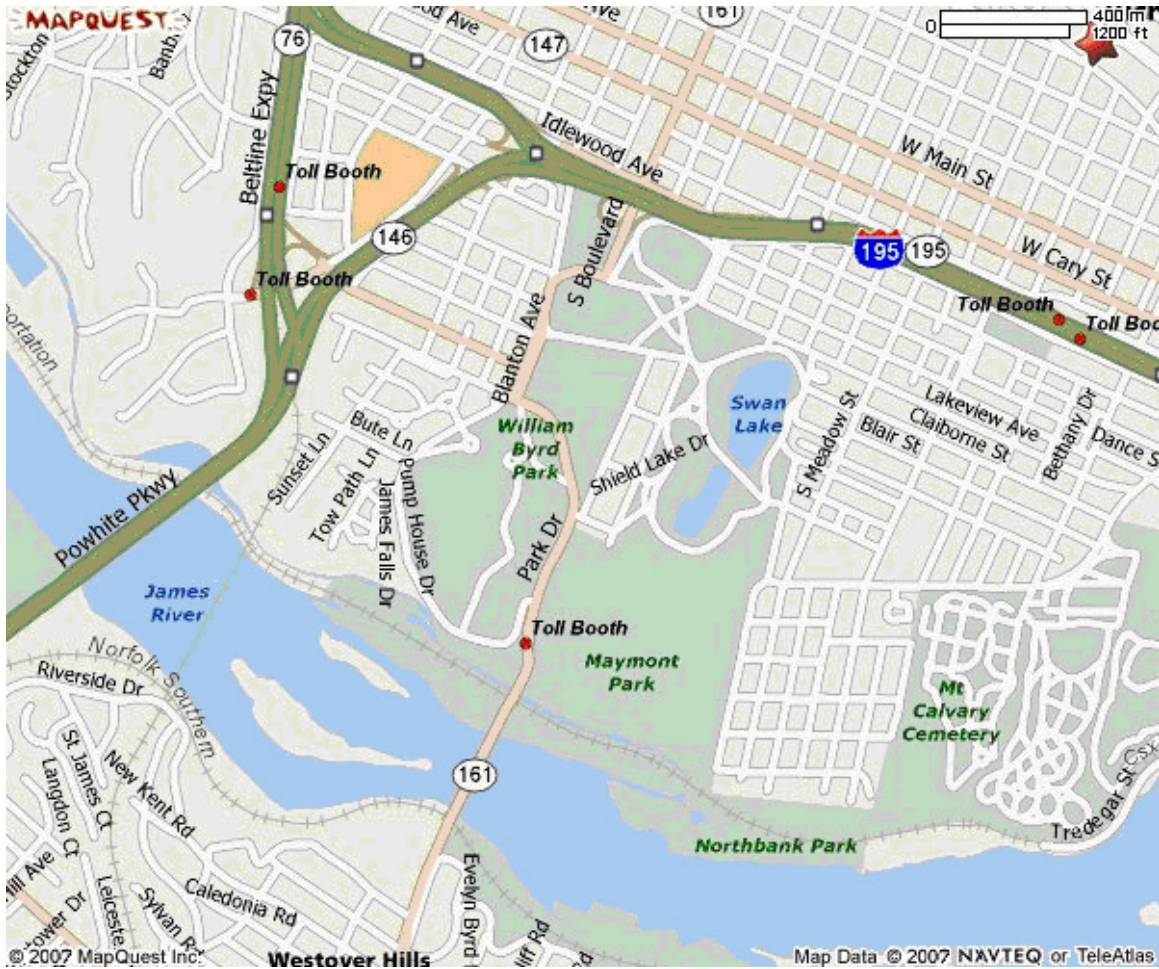 MAPQUEST
161
0
400 m
1200 ft
76
147
Stockton
Beltline Expy
Idlewood Ave
W Main St
Toll Booth
146
S Boulevard
195
195
W Cary St
Toll Booth
Toll Booth
Toll Boo
Blanton Ave
Swan
Lake
S Meadow St
Lakeview Ave
Claiborne St
Blair St
Bethany Dr
Dance S
William
Byrd
Park
Bute Ln
Sunset Ln
Tow Path Ln
Pump House Dr
James Falls Dr
Shield Lake Dr
Powhite Pkwy
Park Dr
James
River
Toll Booth
Maymont
Park
Norfolk Southern
Riverside Dr
Mt
Calvary
Cemetery
St James Ct
Langdon Ct
New Kent Rd
161
Csx
Tredegar St
Northbank Park
Caledonia Rd
Evelyn Byrd
Sylvan Rd
Leiceste
Westover Hills
© 2007 MapQuest Inc.
Map Data © 2007 NAVTEQ or TeleAtlas